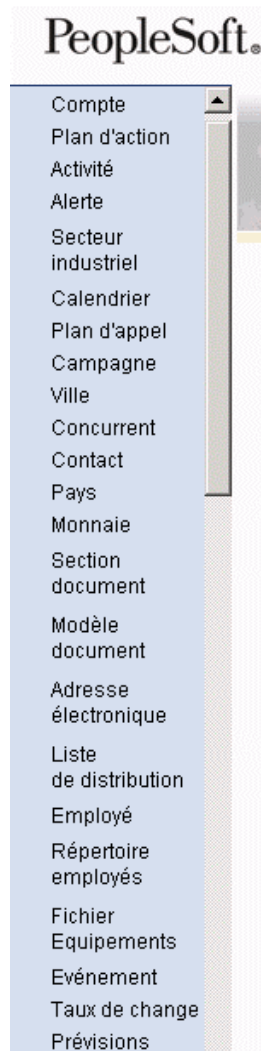 PeopleSoft®
Compte
Plan d'action
Activité
Alerte
Secteur
industriel
Calendrier
Plan d'appel
Campagne
Ville
Concurrent
Contact
Pays
Monnaie
Section
document
Modèle
document
Adresse
électronique
Liste
de distribution
Employé
Répertoire
employés
Fichier
Equipements
Evénement
Taux de change
Prévisions